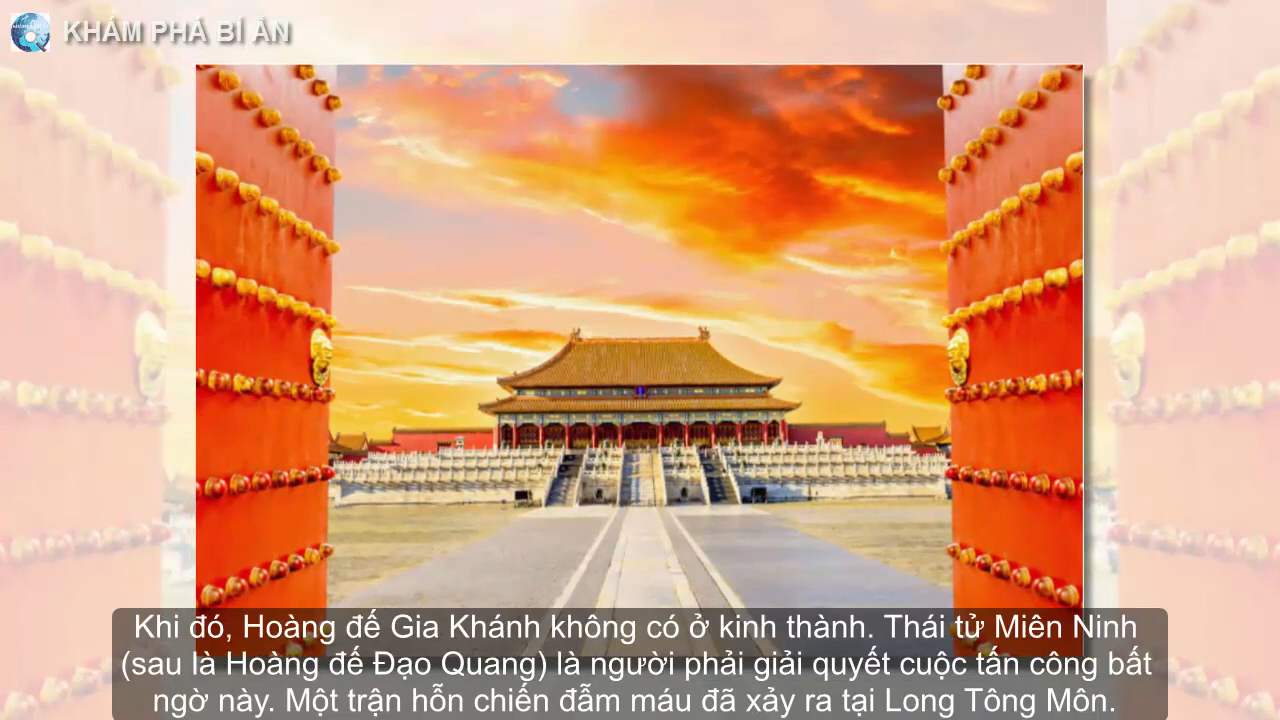 KHÁM PHÁ BÍ ẨN
Khi đó, Hoàng đế Gia Khánh không có ở kinh thành. Thái tử Miên Ninh
(sau là Hoàng đế Đạo Quang) là người phải giải quyết cuộc tấn công bất
ngờ này. Một trận hỗn chiến đẫm máu đã xảy ra tại Long Tông Môn.